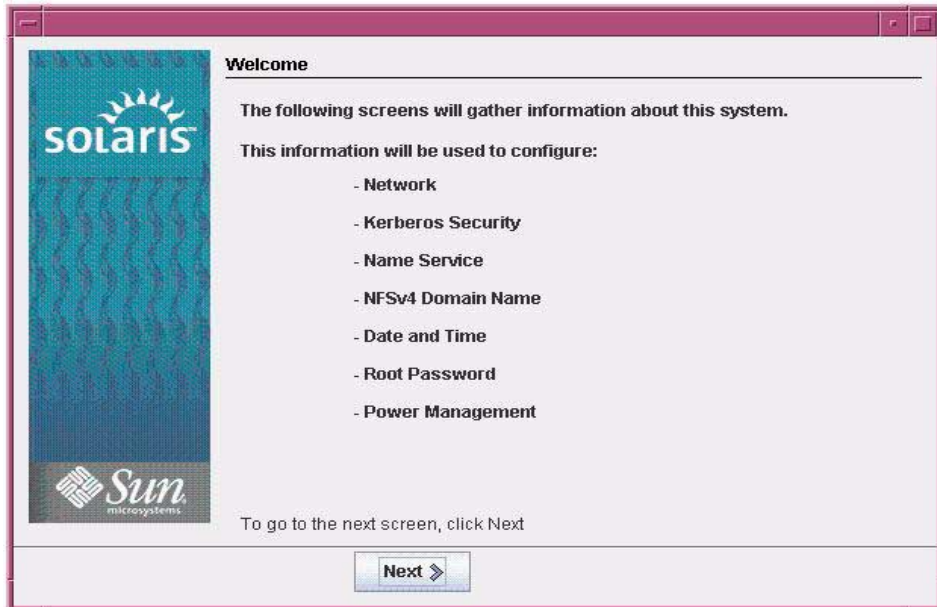 solaris™
Sun
microsystems
Welcome
The following screens will gather information about this system.
This information will be used to configure:
- Network
- Kerberos Security
- Name Service
- NFSv4 Domain Name
- Date and Time
- Root Password
- Power Management
To go to the next screen, click Next
Next